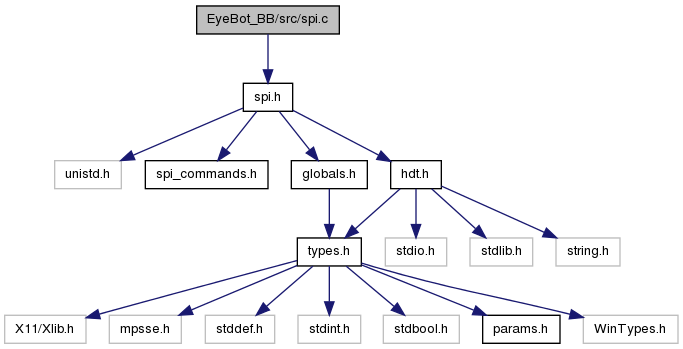 EyeBot_BB/src/spi.c
spi.h
unistd.h
spi_commands.h
globals.h
hdt.h
types.h
stdio.h
stdlib.h
string.h
X11/Xlib.h
mpsse.h
stddef.h
stdint.h
stdbool.h
params.h
WinTypes.h